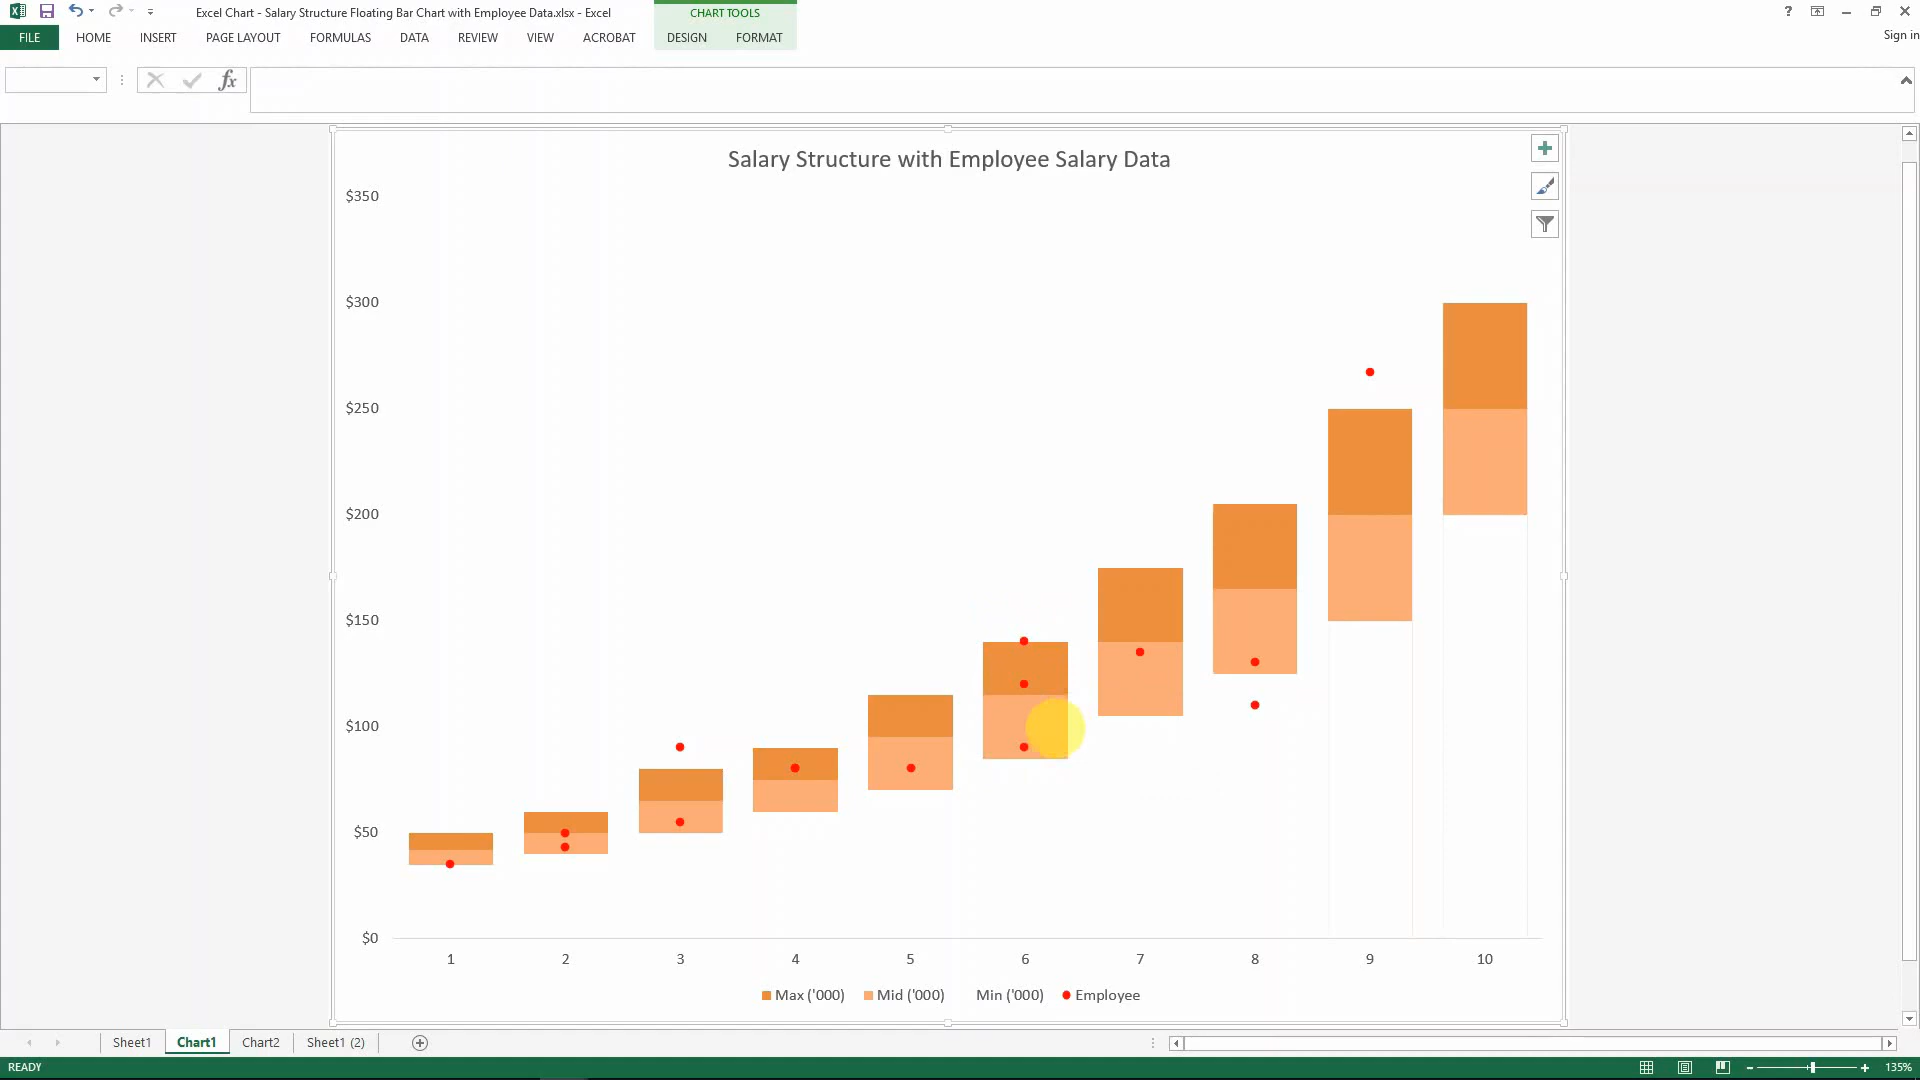 Excel Chart - Salary Structure Floating Bar Chart with Employee Data.xlsx - Excel
CHART TOOLS
?
FILE HOME INSERT PAGE LAYOUT FORMULAS DATA REVIEW VIEW ACROBAT DESIGN FORMAT
Sign in
fx
Salary Structure with Employee Salary Data
$350
$300
$250
$200
$150
$100
$50
$0
1 2 3 4 5 6 7 8 9 10
Max ('000) Mid ('000) Min ('000) Employee
Sheet1 Chart1 Chart2 Sheet1 (2)
READY
135%